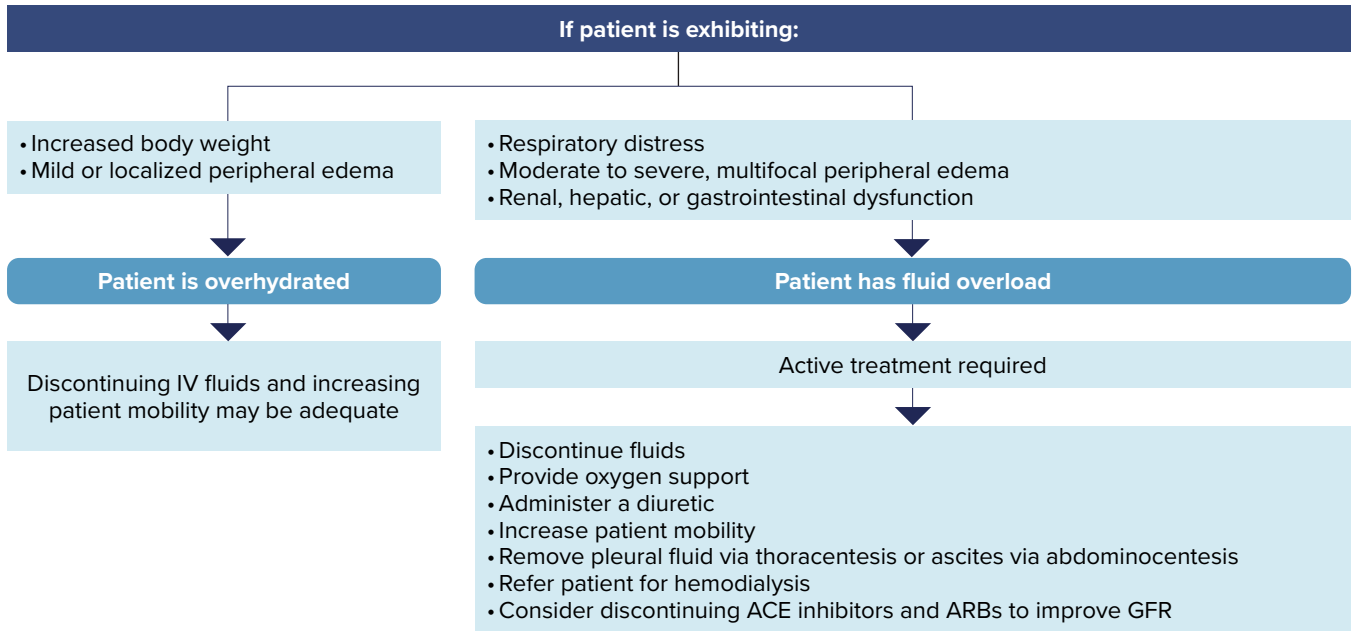 If patient is exhibiting:
• Increased body weight
• Mild or localized peripheral edema
Patient is overhydrated
Discontinuing IV fluids and increasing
patient mobility may be adequate
• Respiratory distress
• Moderate to severe, multifocal peripheral edema
• Renal, hepatic, or gastrointestinal dysfunction
Patient has fluid overload
Active treatment required
• Discontinue fluids
• Provide oxygen support
• Administer a diuretic
• Increase patient mobility
• Remove pleural fluid via thoracentesis or ascites via abdominocentesis
• Refer patient for hemodialysis
• Consider discontinuing ACE inhibitors and ARBs to improve GFR